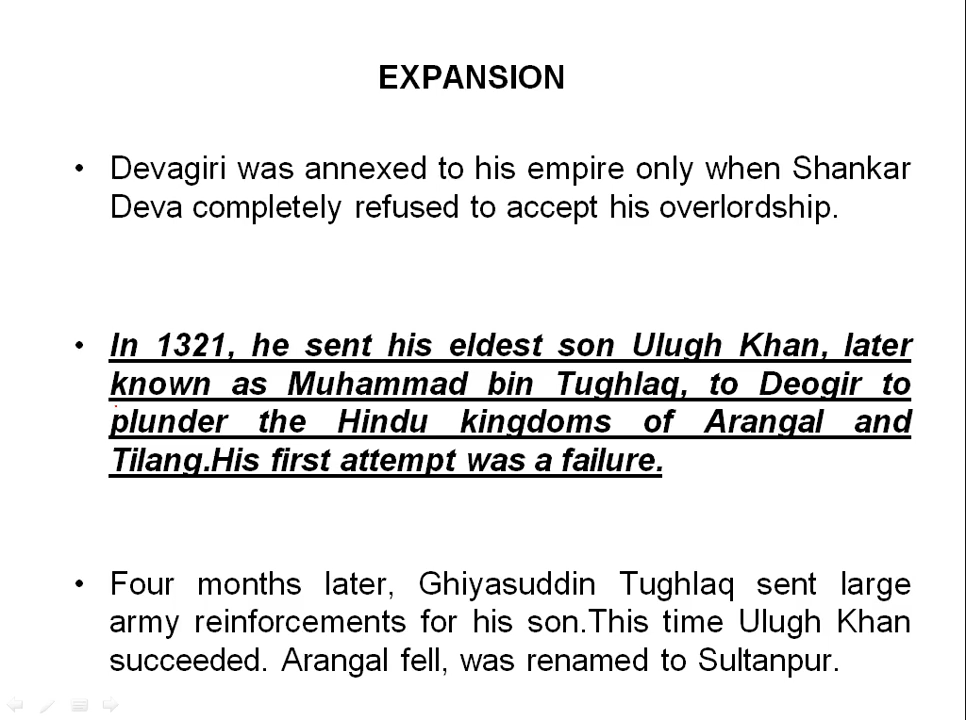 EXPANSION
• Devagiri was annexed to his empire only when Shankar
Deva completely refused to accept his overlordship.
• In 1321, he sent his eldest son Ulugh Khan, later
known as Muhammad bin Tughlaq, to Deogir to
plunder the Hindu kingdoms of Arangal and
Tilang.His first attempt was a failure.
• Four months later, Ghiyasuddin Tughlaq sent large
army reinforcements for his son.This time Ulugh Khan
succeeded. Arangal fell, was renamed to Sultanpur.